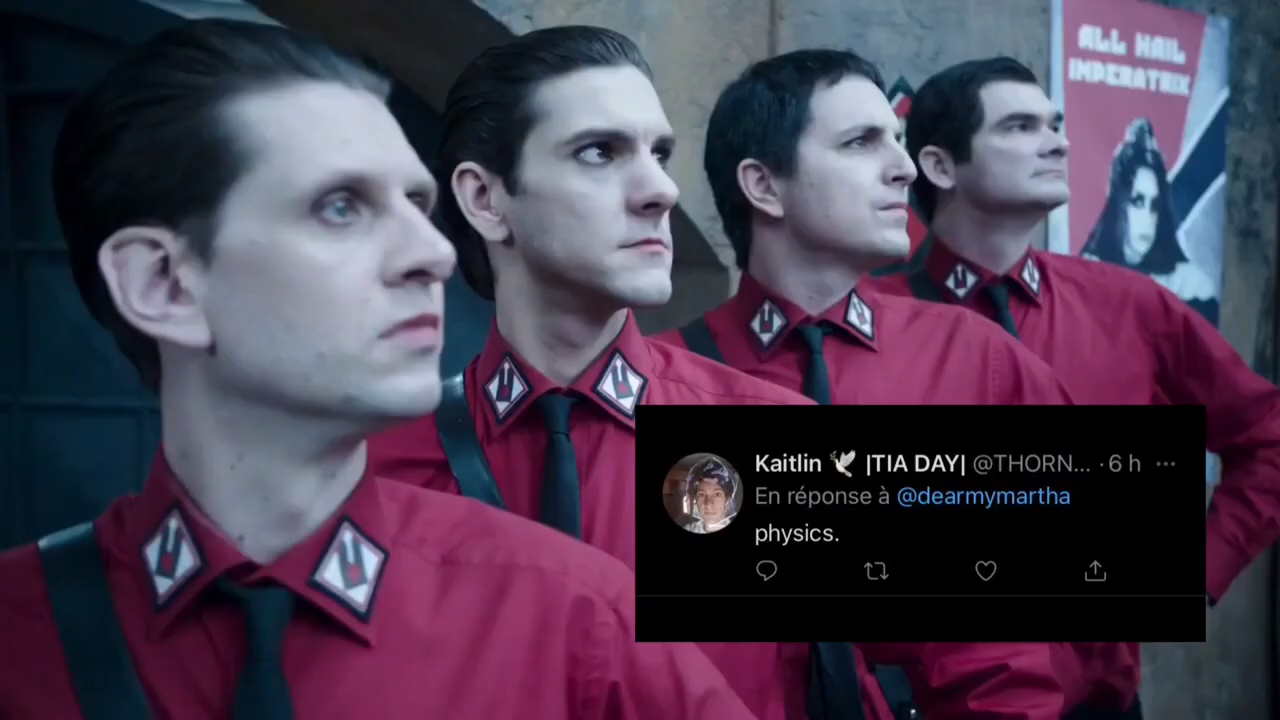 ALL HAIL
IMPERATRIX
Kaitlin 🕊 |TIA DAY| @THORN... · 6 h
En réponse à @dearmymartha
physics.